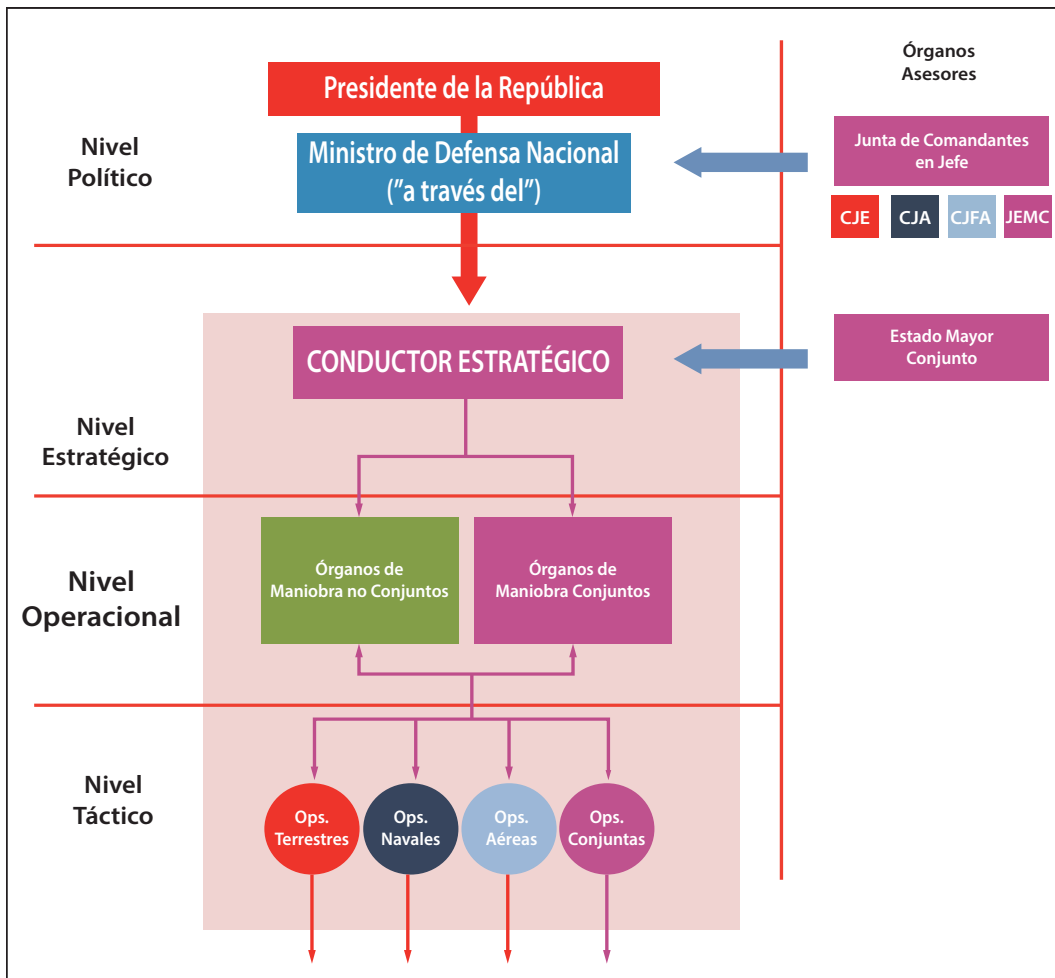 Órganos
Asesores
Presidente de la República
Nivel
Político
Ministro de Defensa Nacional
(”a través del”)
Junta de Comandantes
en Jefe
CJE
CJA
CJFA
JEMC
CONDUCTOR ESTRATÉGICO
Estado Mayor
Conjunto
Nivel
Estratégico
Nivel
Operacional
Órganos de
Maniobra no Conjuntos
Órganos de
Maniobra Conjuntos
Nivel
Táctico
Ops.
Terrestres
Ops.
Navales
Ops.
Aéreas
Ops.
Conjuntas